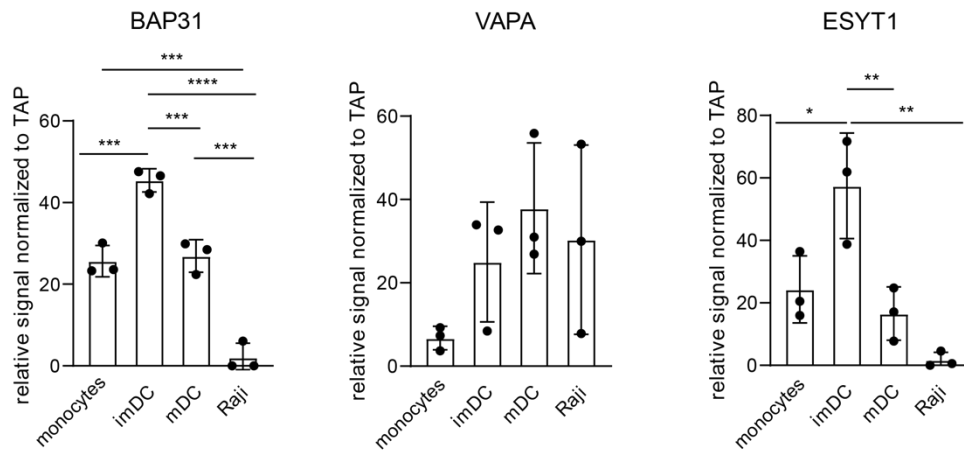 BAP31
VAPA
ESYT1
relative signal normalized to TAP
60
40
20
0
***
****
***
***
***
monocytes
imDC
mDC
Raji
relative signal normalized to TAP
60
40
20
0
monocytes
imDC
mDC
Raji
relative signal normalized to TAP
80
60
40
20
0
**
*
**
monocytes
imDC
mDC
Raji